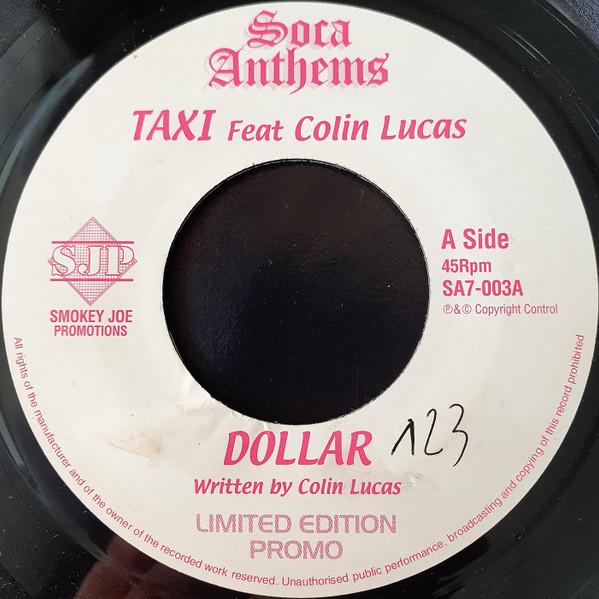 Soca
Anthems
TAXI Feat Colin Lucas
SJP
SMOKEY JOE
PROMOTIONS
A Side
45Rpm
SA7-003A
℗&© Copyright Control
DOLLAR 123
Written by Colin Lucas
LIMITED EDITION
PROMO
All rights of the manufacturer and of the owner of the recorded work reserved. Unauthorised public performance, broadcasting and copying of this record prohibited